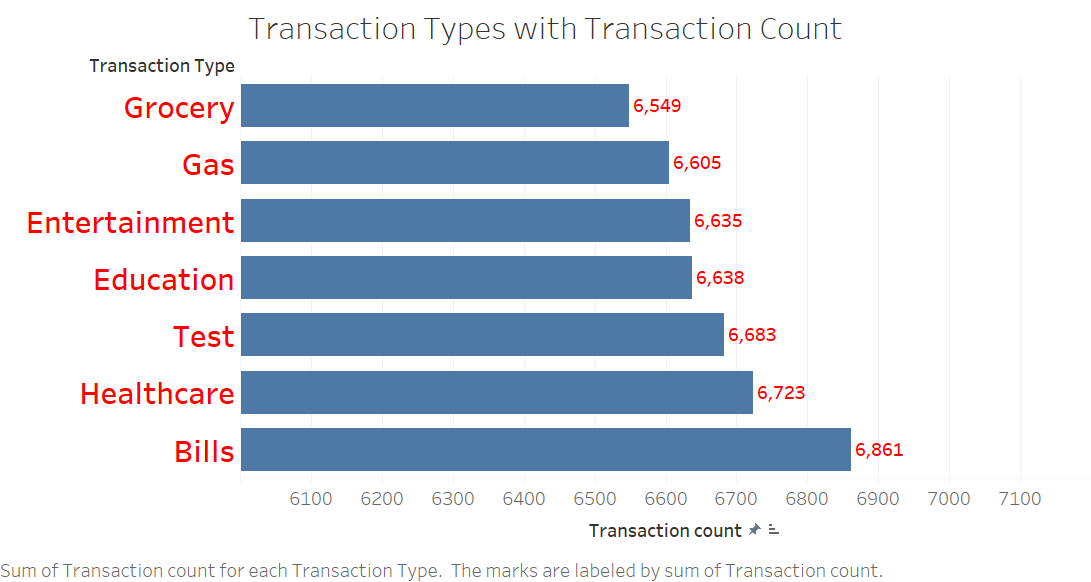 Transaction Types with Transaction Count
Transaction Type
Grocery 6,549
Gas 6,605
Entertainment 6,635
Education 6,638
Test 6,683
Healthcare 6,723
Bills 6,861
6100 6200 6300 6400 6500 6600 6700 6800 6900 7000 7100
Transaction count
Sum of Transaction count for each Transaction Type.  The marks are labeled by sum of Transaction count.